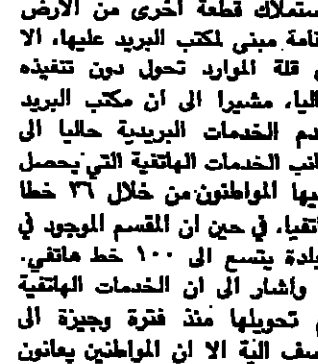 ستملاك قطعة أخرى من الأرض
نامة مبنى لمكتب البريد عليها، الا
قلة الموارد تحول دون تنفيذه
اليا، مشيرا الى ان مكتب البريد
دم الخدمات البريدية حاليا الى
انب الخدمات الهاتفية التي يحصل
يها المواطنون من خلال ٣٦ خطا
اتفيا، في حين ان المقسم الموجود في
بلدة يتسع الى ١٠٠ خط هاتفي.
وأشار الى ان الخدمات الهاتفية
تحويلها منذ فترة وجيزة الى
صف الية الا ان المواطنين يعانون